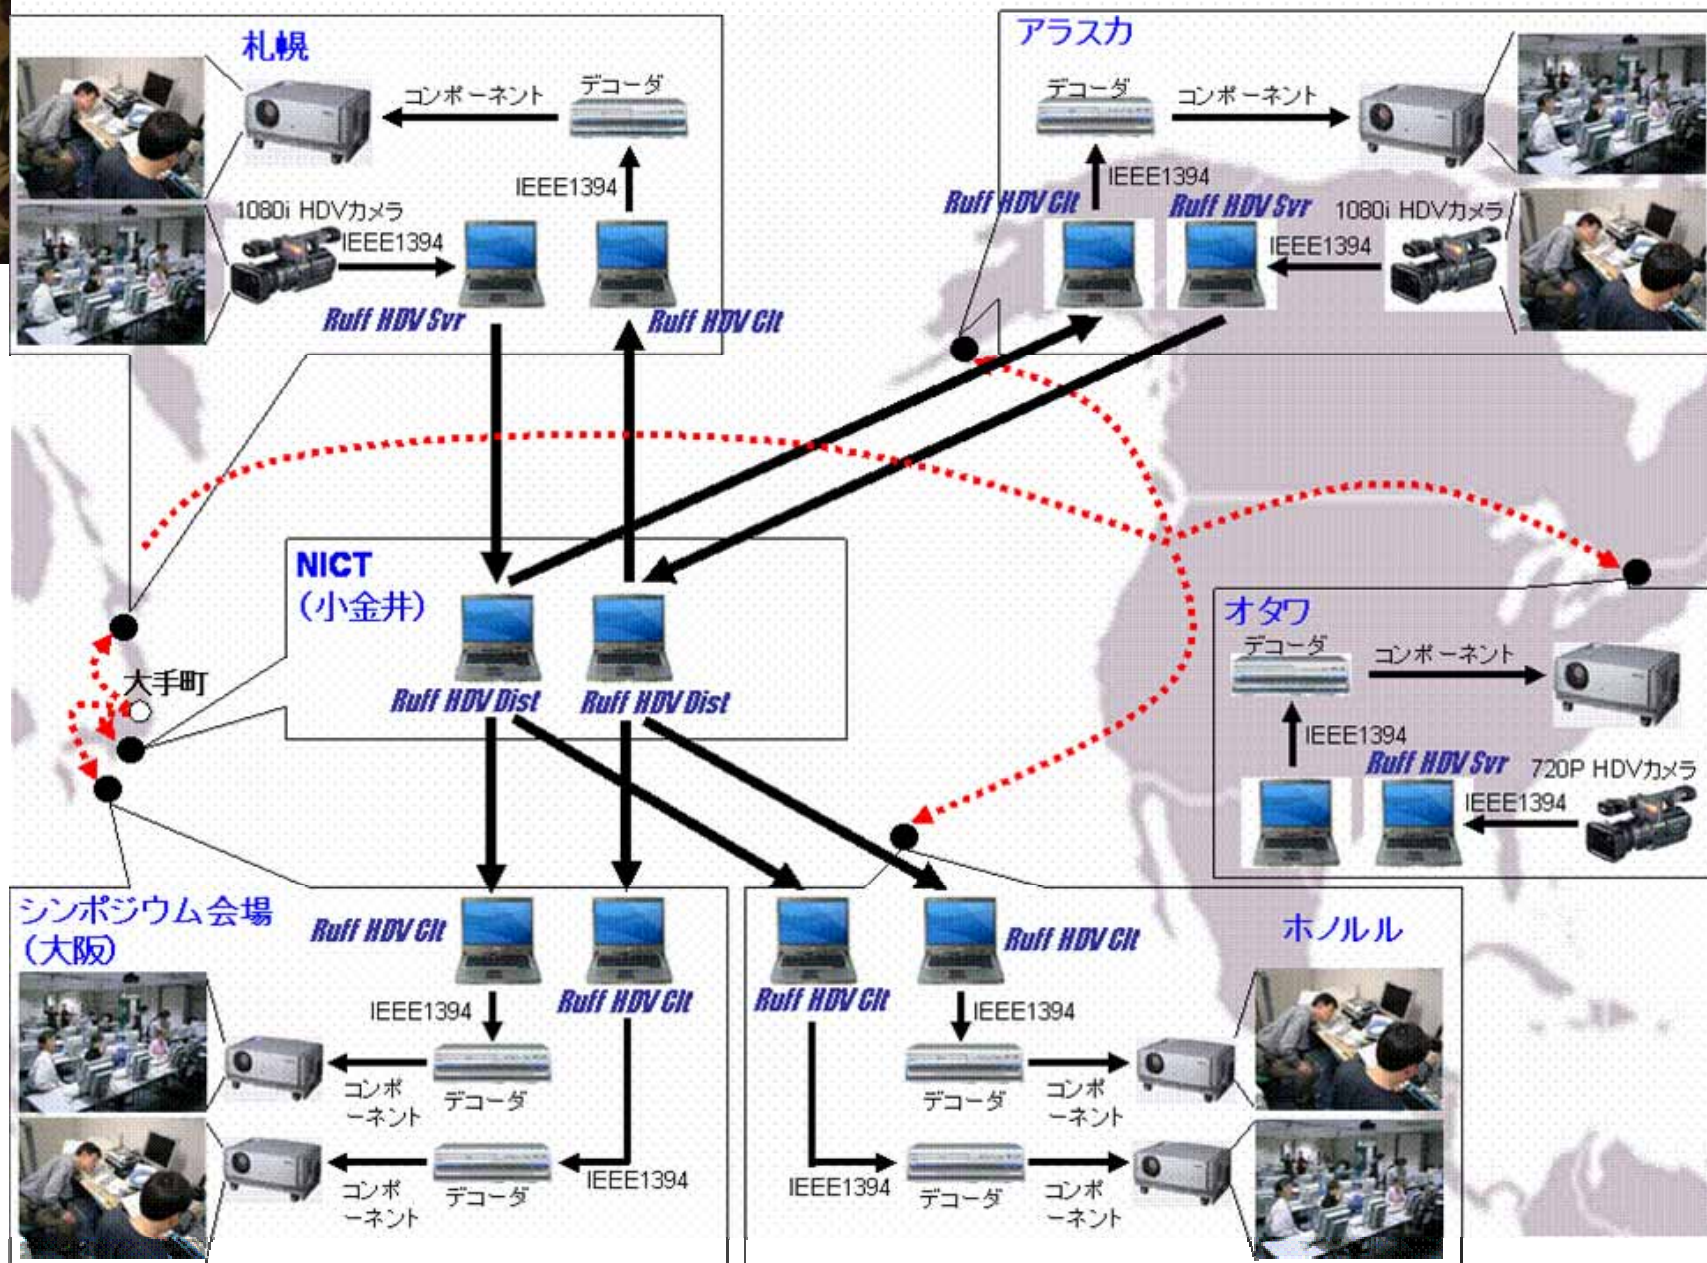 札幌
デコーダ
コンポーネント
IEEE1394
1080i HDVカメラ
IEEE1394
Ruff HDV Svr
Ruff HDV Clt
アラスカ
デコーダ
コンポーネント
IEEE1394
Ruff HDV Clt
Ruff HDV Svr
1080i HDVカメラ
IEEE1394
NICT
（小金井）
Ruff HDV Dist
Ruff HDV Dist
大手町
オタワ
デコーダ
コンポーネント
IEEE1394
Ruff HDV Svr
720P HDVカメラ
IEEE1394
シンポジウム会場
（大阪）
Ruff HDV Clt
Ruff HDV Clt
IEEE1394
コンポ
ーネント
デコーダ
IEEE1394
コンポ
ーネント
デコーダ
ホノルル
Ruff HDV Clt
Ruff HDV Clt
IEEE1394
デコーダ
コンポ
ーネント
IEEE1394
デコーダ
コンポ
ーネント